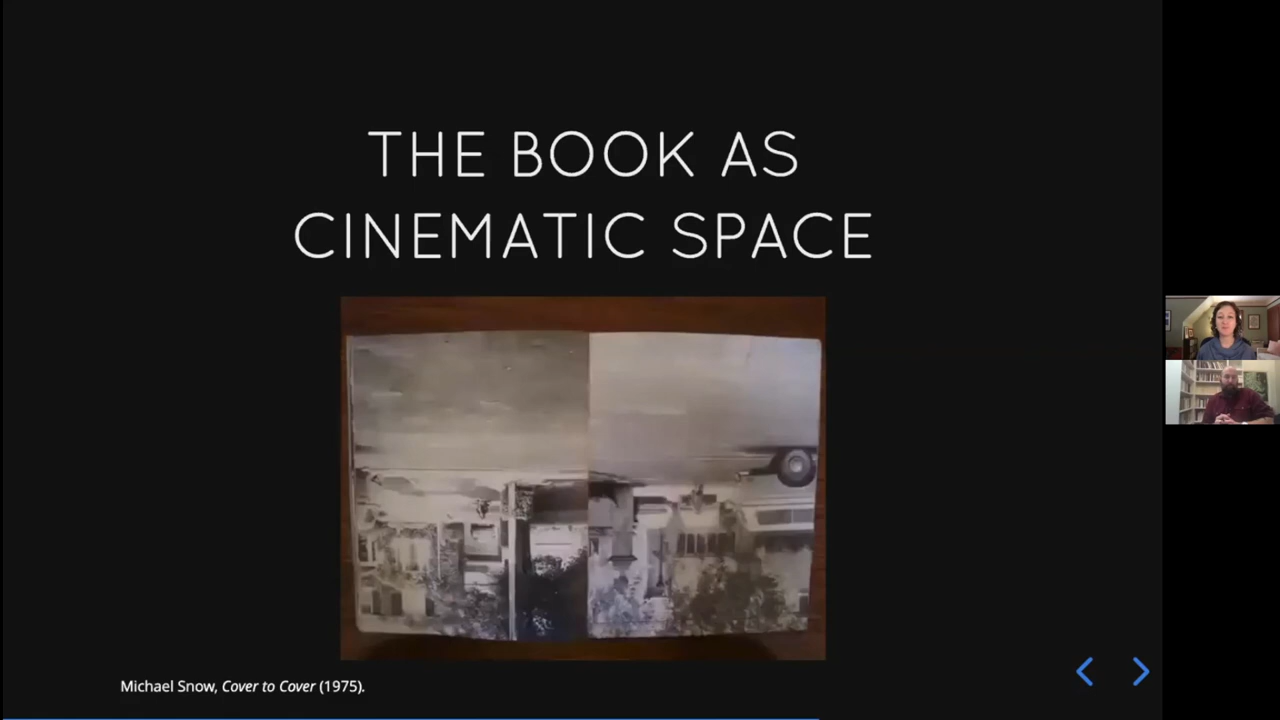 THE BOOK AS
CINEMATIC SPACE
Michael Snow, Cover to Cover (1975).